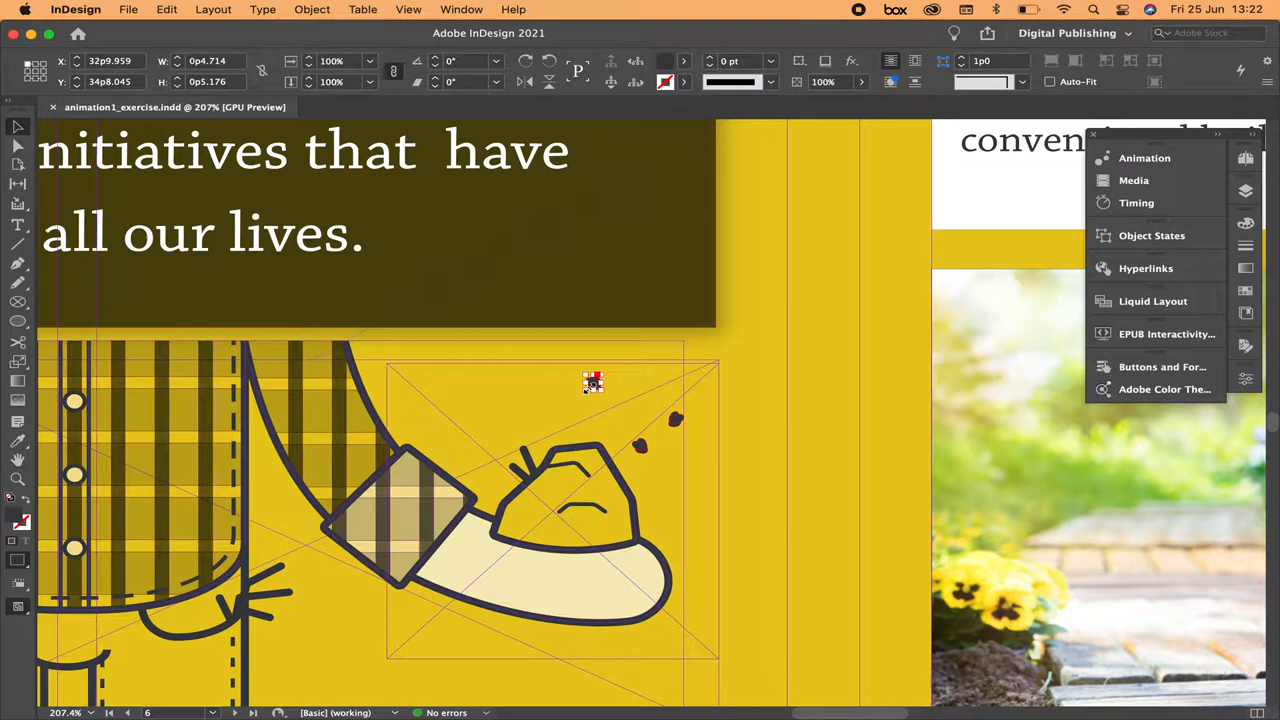 InDesign File Edit Layout Type Object Table View Window Help box Fri 25 Jun 13:22
Adobe InDesign 2021 Digital Publishing Adobe Stock
X: 32p9.959 W: 0p4.714 100% 0° P 0 pt fx. 1p0
Y: 34p8.045 H: 0p5.176 100% 0° 100% Auto-Fit
× animation1_exercise.indd @ 207% [GPU Preview]
nitiatives that have
all our lives.
Animation
Media
Timing
Object States
Hyperlinks
Liquid Layout
EPUB Interactivity...
Buttons and For...
Adobe Color The...
207.4% 6 [Basic] (working) No errors